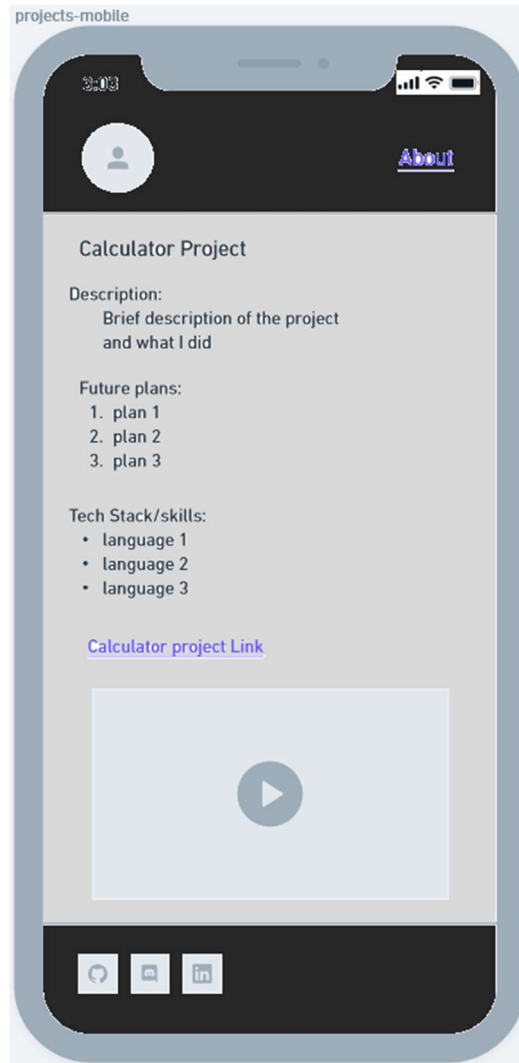 projects-mobile
3:03
About
Calculator Project
Description:
Brief description of the project
and what I did
Future plans:
1. plan 1
2. plan 2
3. plan 3
Tech Stack/skills:
• language 1
• language 2
• language 3
Calculator project Link
in